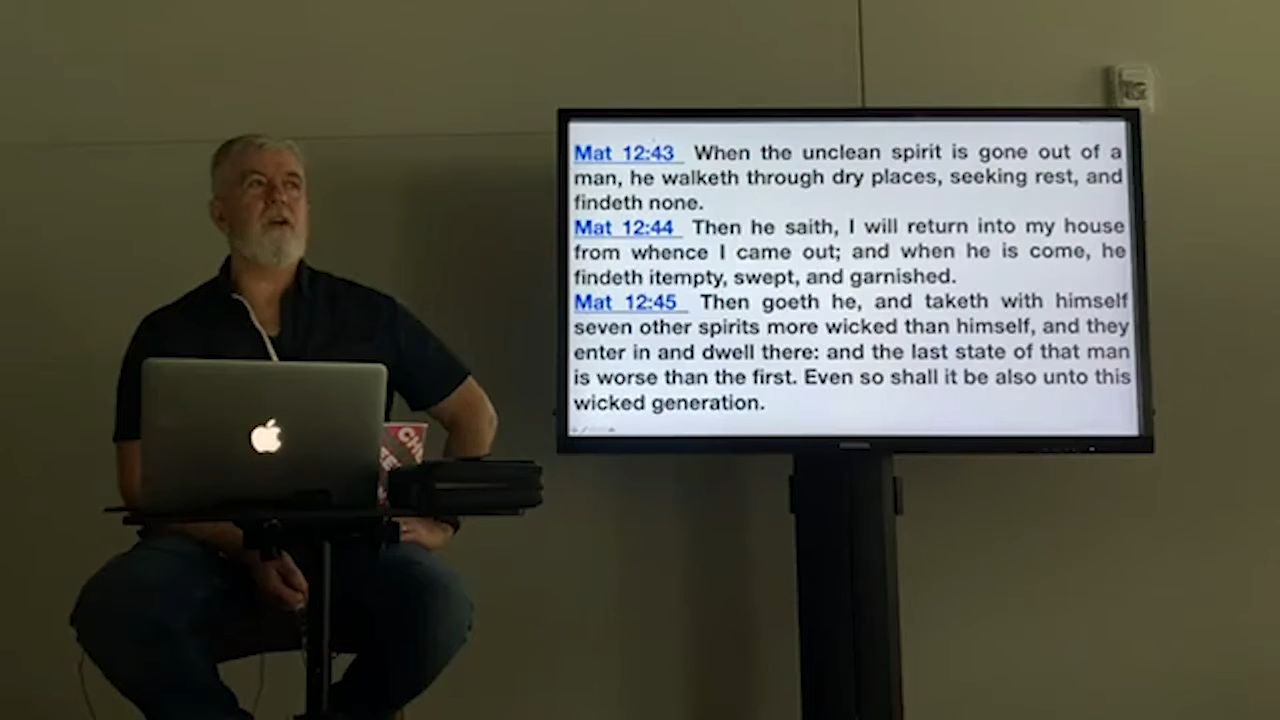 Mat 12:43 When the unclean spirit is gone out of a
man, he walketh through dry places, seeking rest, and
findeth none.
Mat 12:44 Then he saith, I will return into my house
from whence I came out; and when he is come, he
findeth itempty, swept, and garnished.
Mat 12:45 Then goeth he, and taketh with himself
seven other spirits more wicked than himself, and they
enter in and dwell there: and the last state of that man
is worse than the first. Even so shall it be also unto this
wicked generation.